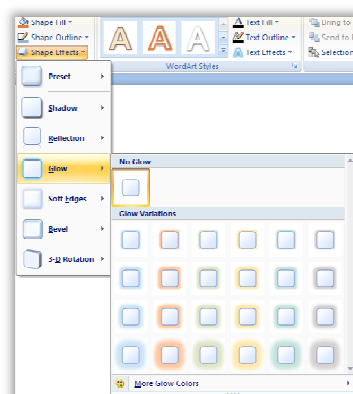 Shape Fill
Shape Outline
Shape Effects
Text Fill
Text Outline
Text Effects
Bring to
Send to
Selection
WordArt Styles
Preset
Shadow
Reflection
Glow
Soft Edges
Bevel
3-D Rotation
No Glow
Glow Variations
More Glow Colors